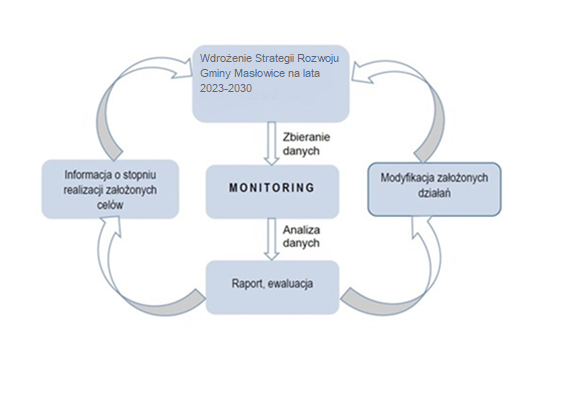 Wdrożenie Strategii Rozwoju
Gminy Masłowice na lata
2023-2030
Zbieranie
danych
Informacja o stopniu
realizacji założonych
celów
MONITORING
Modyfikacja założonych
działań
Analiza
danych
Raport, ewaluacja